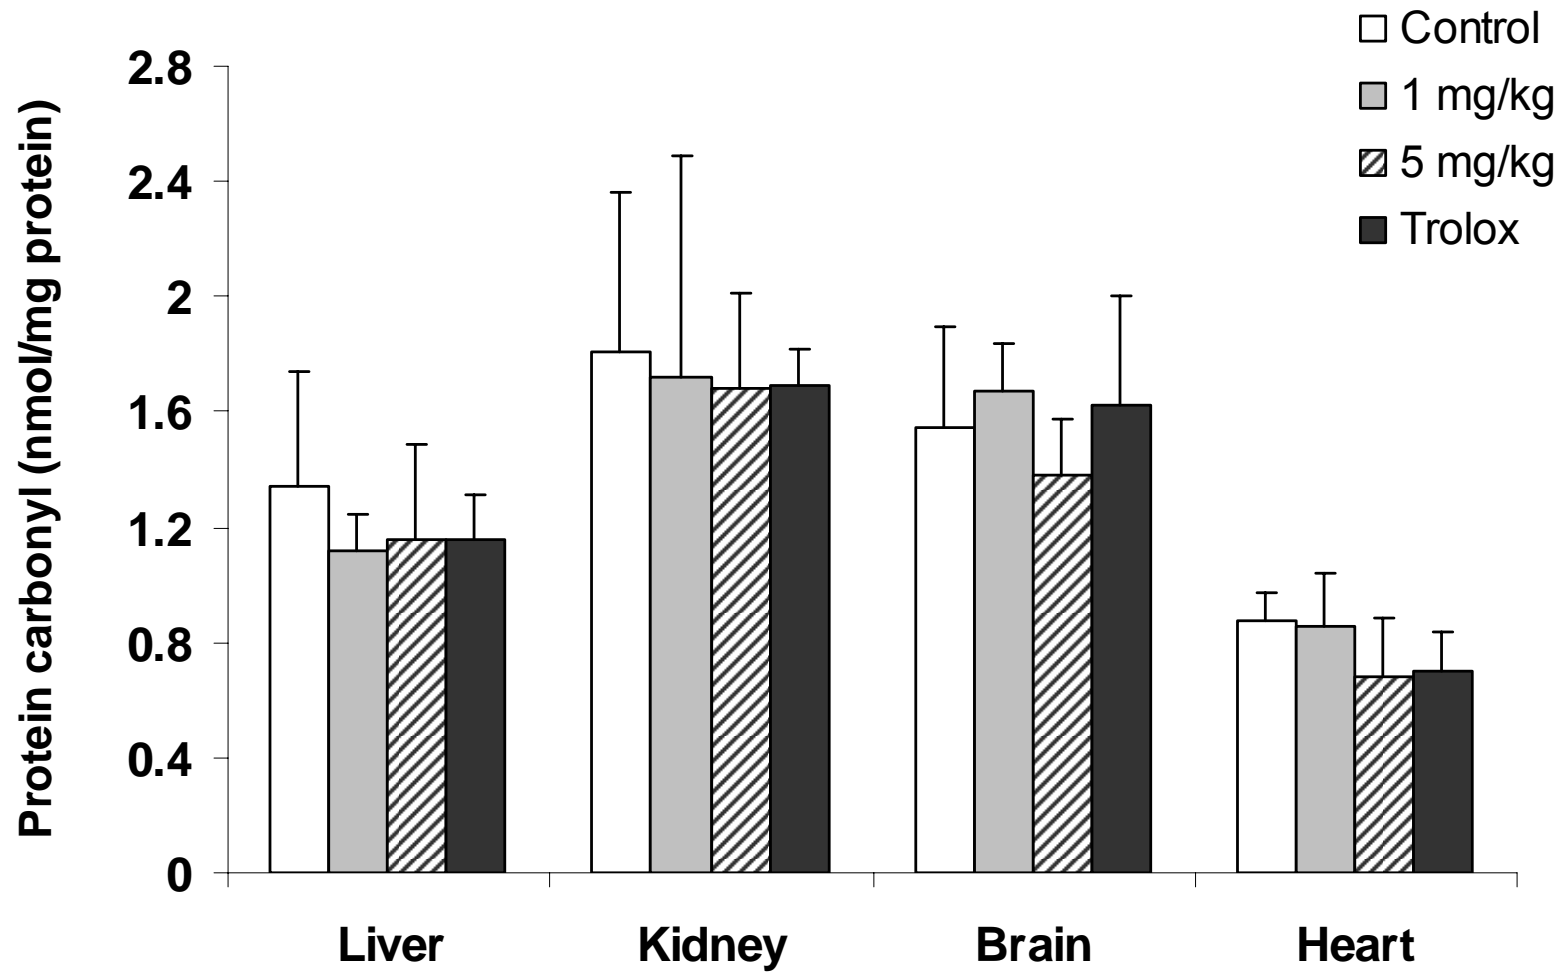 Control
1 mg/kg
5 mg/kg
Trolox
Protein carbonyl (nmol/mg protein)
2.8
2.4
2
1.6
1.2
0.8
0.4
0
Liver
Kidney
Brain
Heart